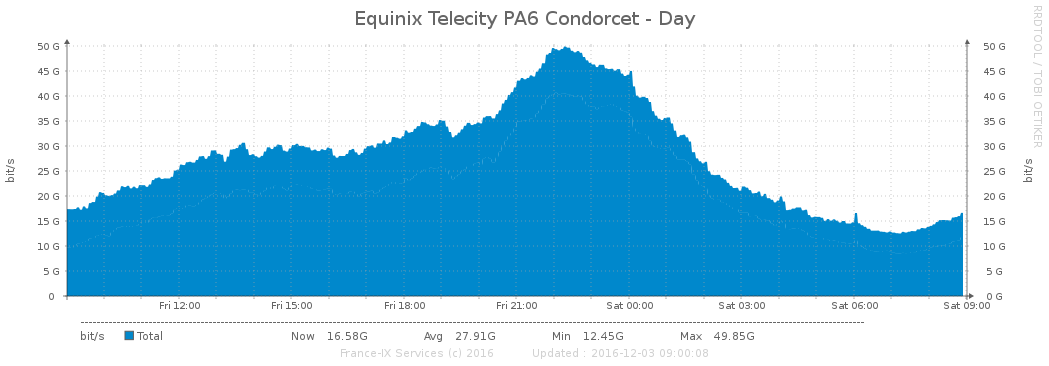 Equinix Telecity PA6 Condorcet - Day
RRDTOOL / TOBI OETIKER
bit/s
bit/s
50 G 50 G
45 G 45 G
40 G 40 G
35 G 35 G
30 G 30 G
25 G 25 G
20 G 20 G
15 G 15 G
10 G 10 G
5 G 5 G
0 0 G
Fri 12:00 Fri 15:00 Fri 18:00 Fri 21:00 Sat 00:00 Sat 03:00 Sat 06:00 Sat 09:00
bit/s Total Now 16.58G Avg 27.91G Min 12.45G Max 49.85G
France-IX Services (c) 2016 Updated : 2016-12-03 09:00:08